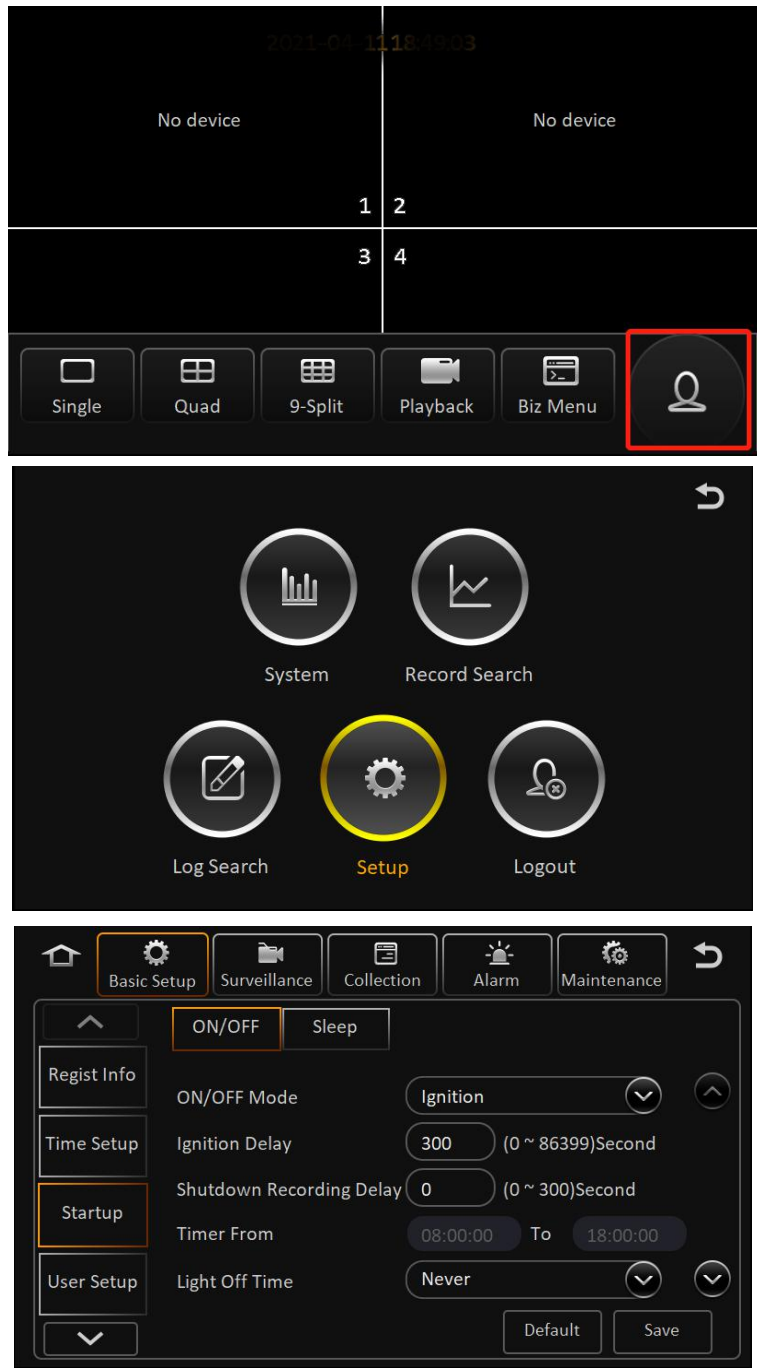 2021-04-11 18:49:03
No device No device
1 2
3 4
Single Quad 9-Split Playback Biz Menu
System Record Search
Log Search Setup Logout
Basic Setup Surveillance Collection Alarm Maintenance
ON/OFF Sleep
Regist Info
ON/OFF Mode Ignition
Time Setup Ignition Delay 300 (0 ~ 86399)Second
Shutdown Recording Delay 0 (0 ~ 300)Second
Startup
Timer From 08:00:00 To 18:00:00
User Setup Light Off Time Never
Default Save